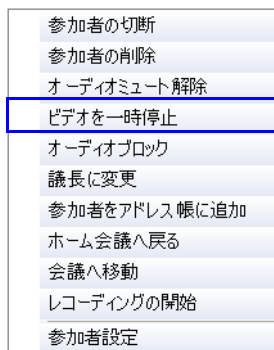 参加者の切断
参加者の削除
オーディオミュート解除
ビデオを一時停止
オーディオブロック
議長に変更
参加者をアドレス帳に追加
ホーム会議へ戻る
会議へ移動
レコーディングの開始
参加者設定